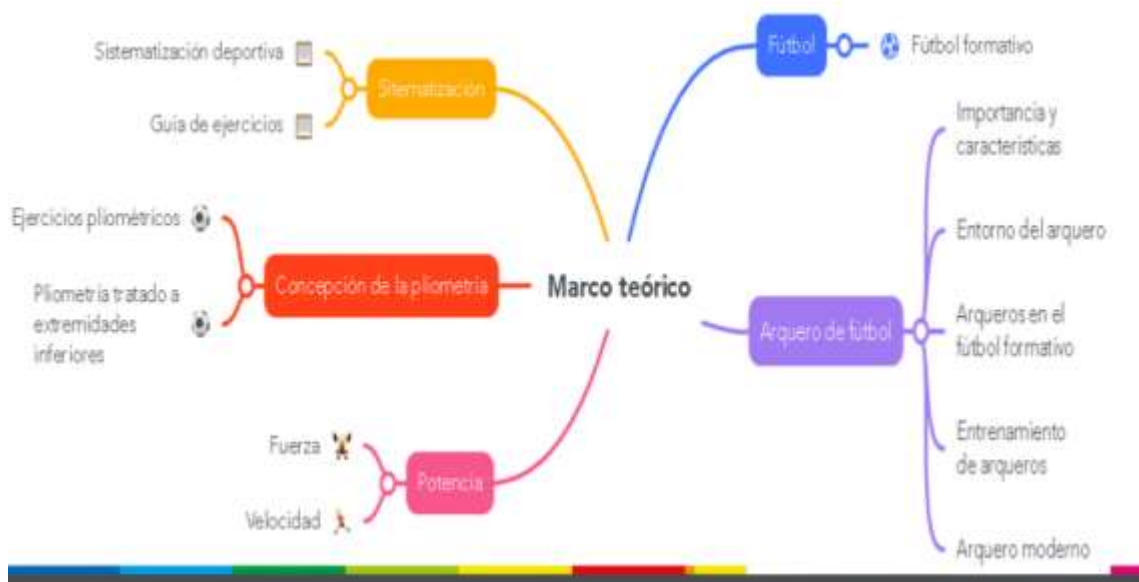 Fútbol
Fútbol formativo
Sistematización deportiva
Sitematización
Guía de ejercicios
Importancia y
características
Entorno del arquero
Ejercicios pliométricos
Concepción de la pliometría
Marco teórico
Pliometría tratado a
extremidades
inferiores
Arquero de fútbol
Arqueros en el
fútbol formativo
Entrenamiento
de arqueros
Fuerza
Potencia
Velocidad
Arquero moderno